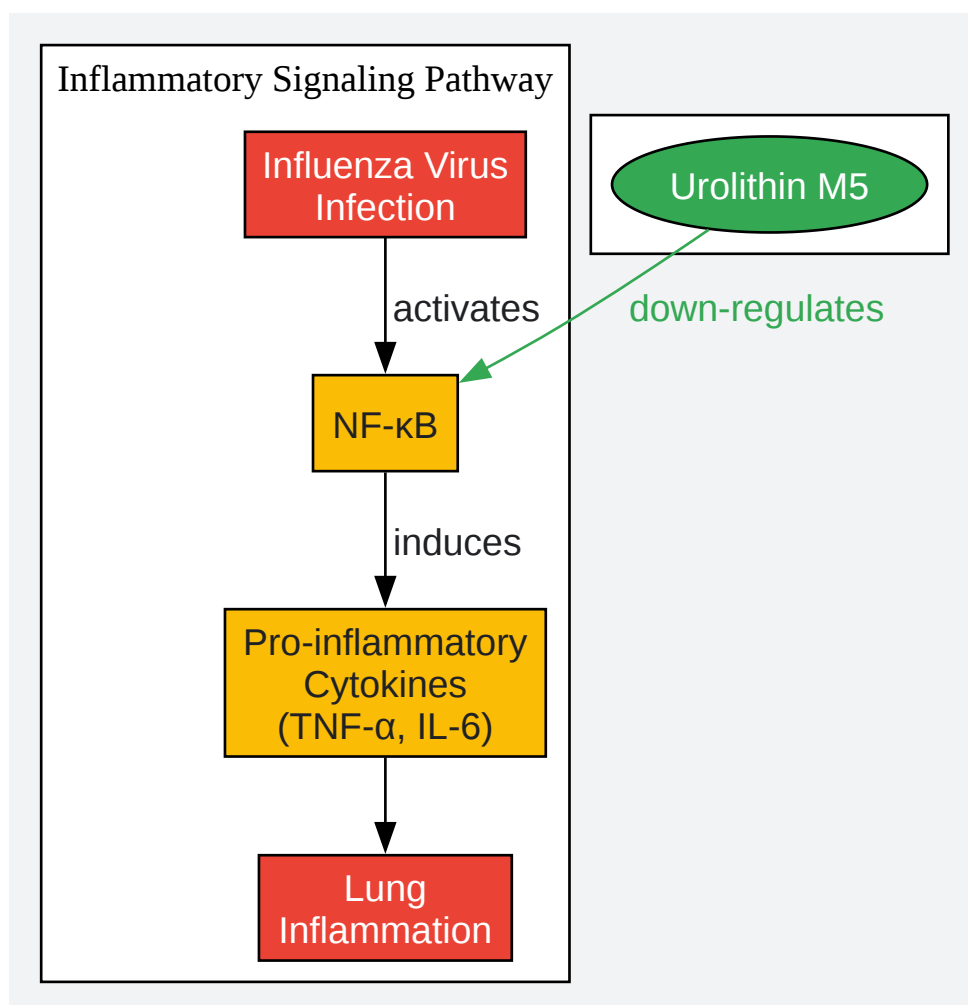 Inflammatory Signaling Pathway
Influenza Virus
Infection
Urolithin M5
activates
down-regulates
NF-κB
induces
Pro-inflammatory
Cytokines
(TNF-α, IL-6)
Lung
Inflammation